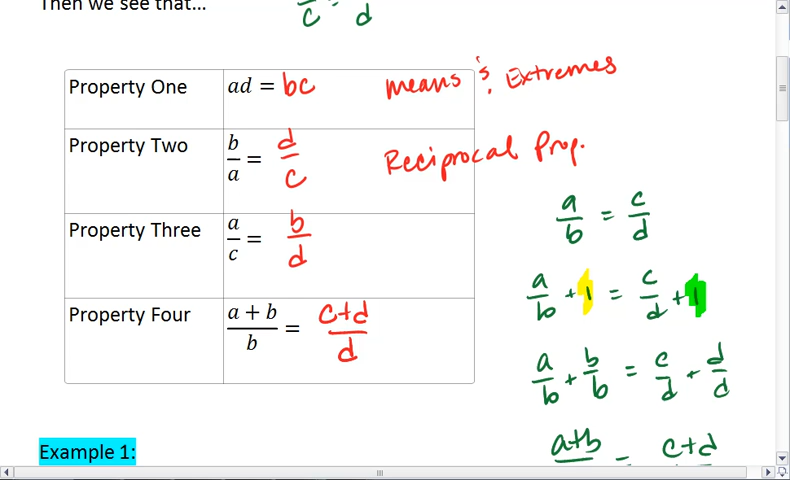 Then we see that...
c d
Property One ad = bc means & Extremes
Property Two b/a = d/c Reciprocal Prop.
Property Three a/c = b/d
Property Four (a + b)/b = (c+d)/d
a/b = c/d
a/b + 1 = c/d + 1
a/b + b/b = c/d + d/d
a+b = c+d
Example 1: